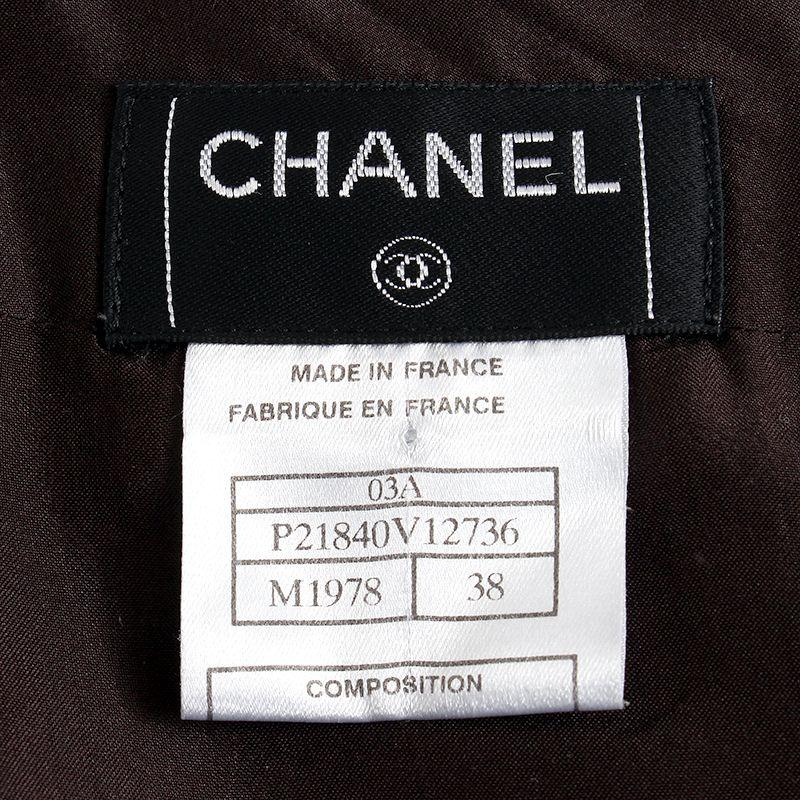 CHANEL
MADE IN FRANCE
FABRIQUE EN FRANCE
03A
P21840V12736
M1978 38
COMPOSITION